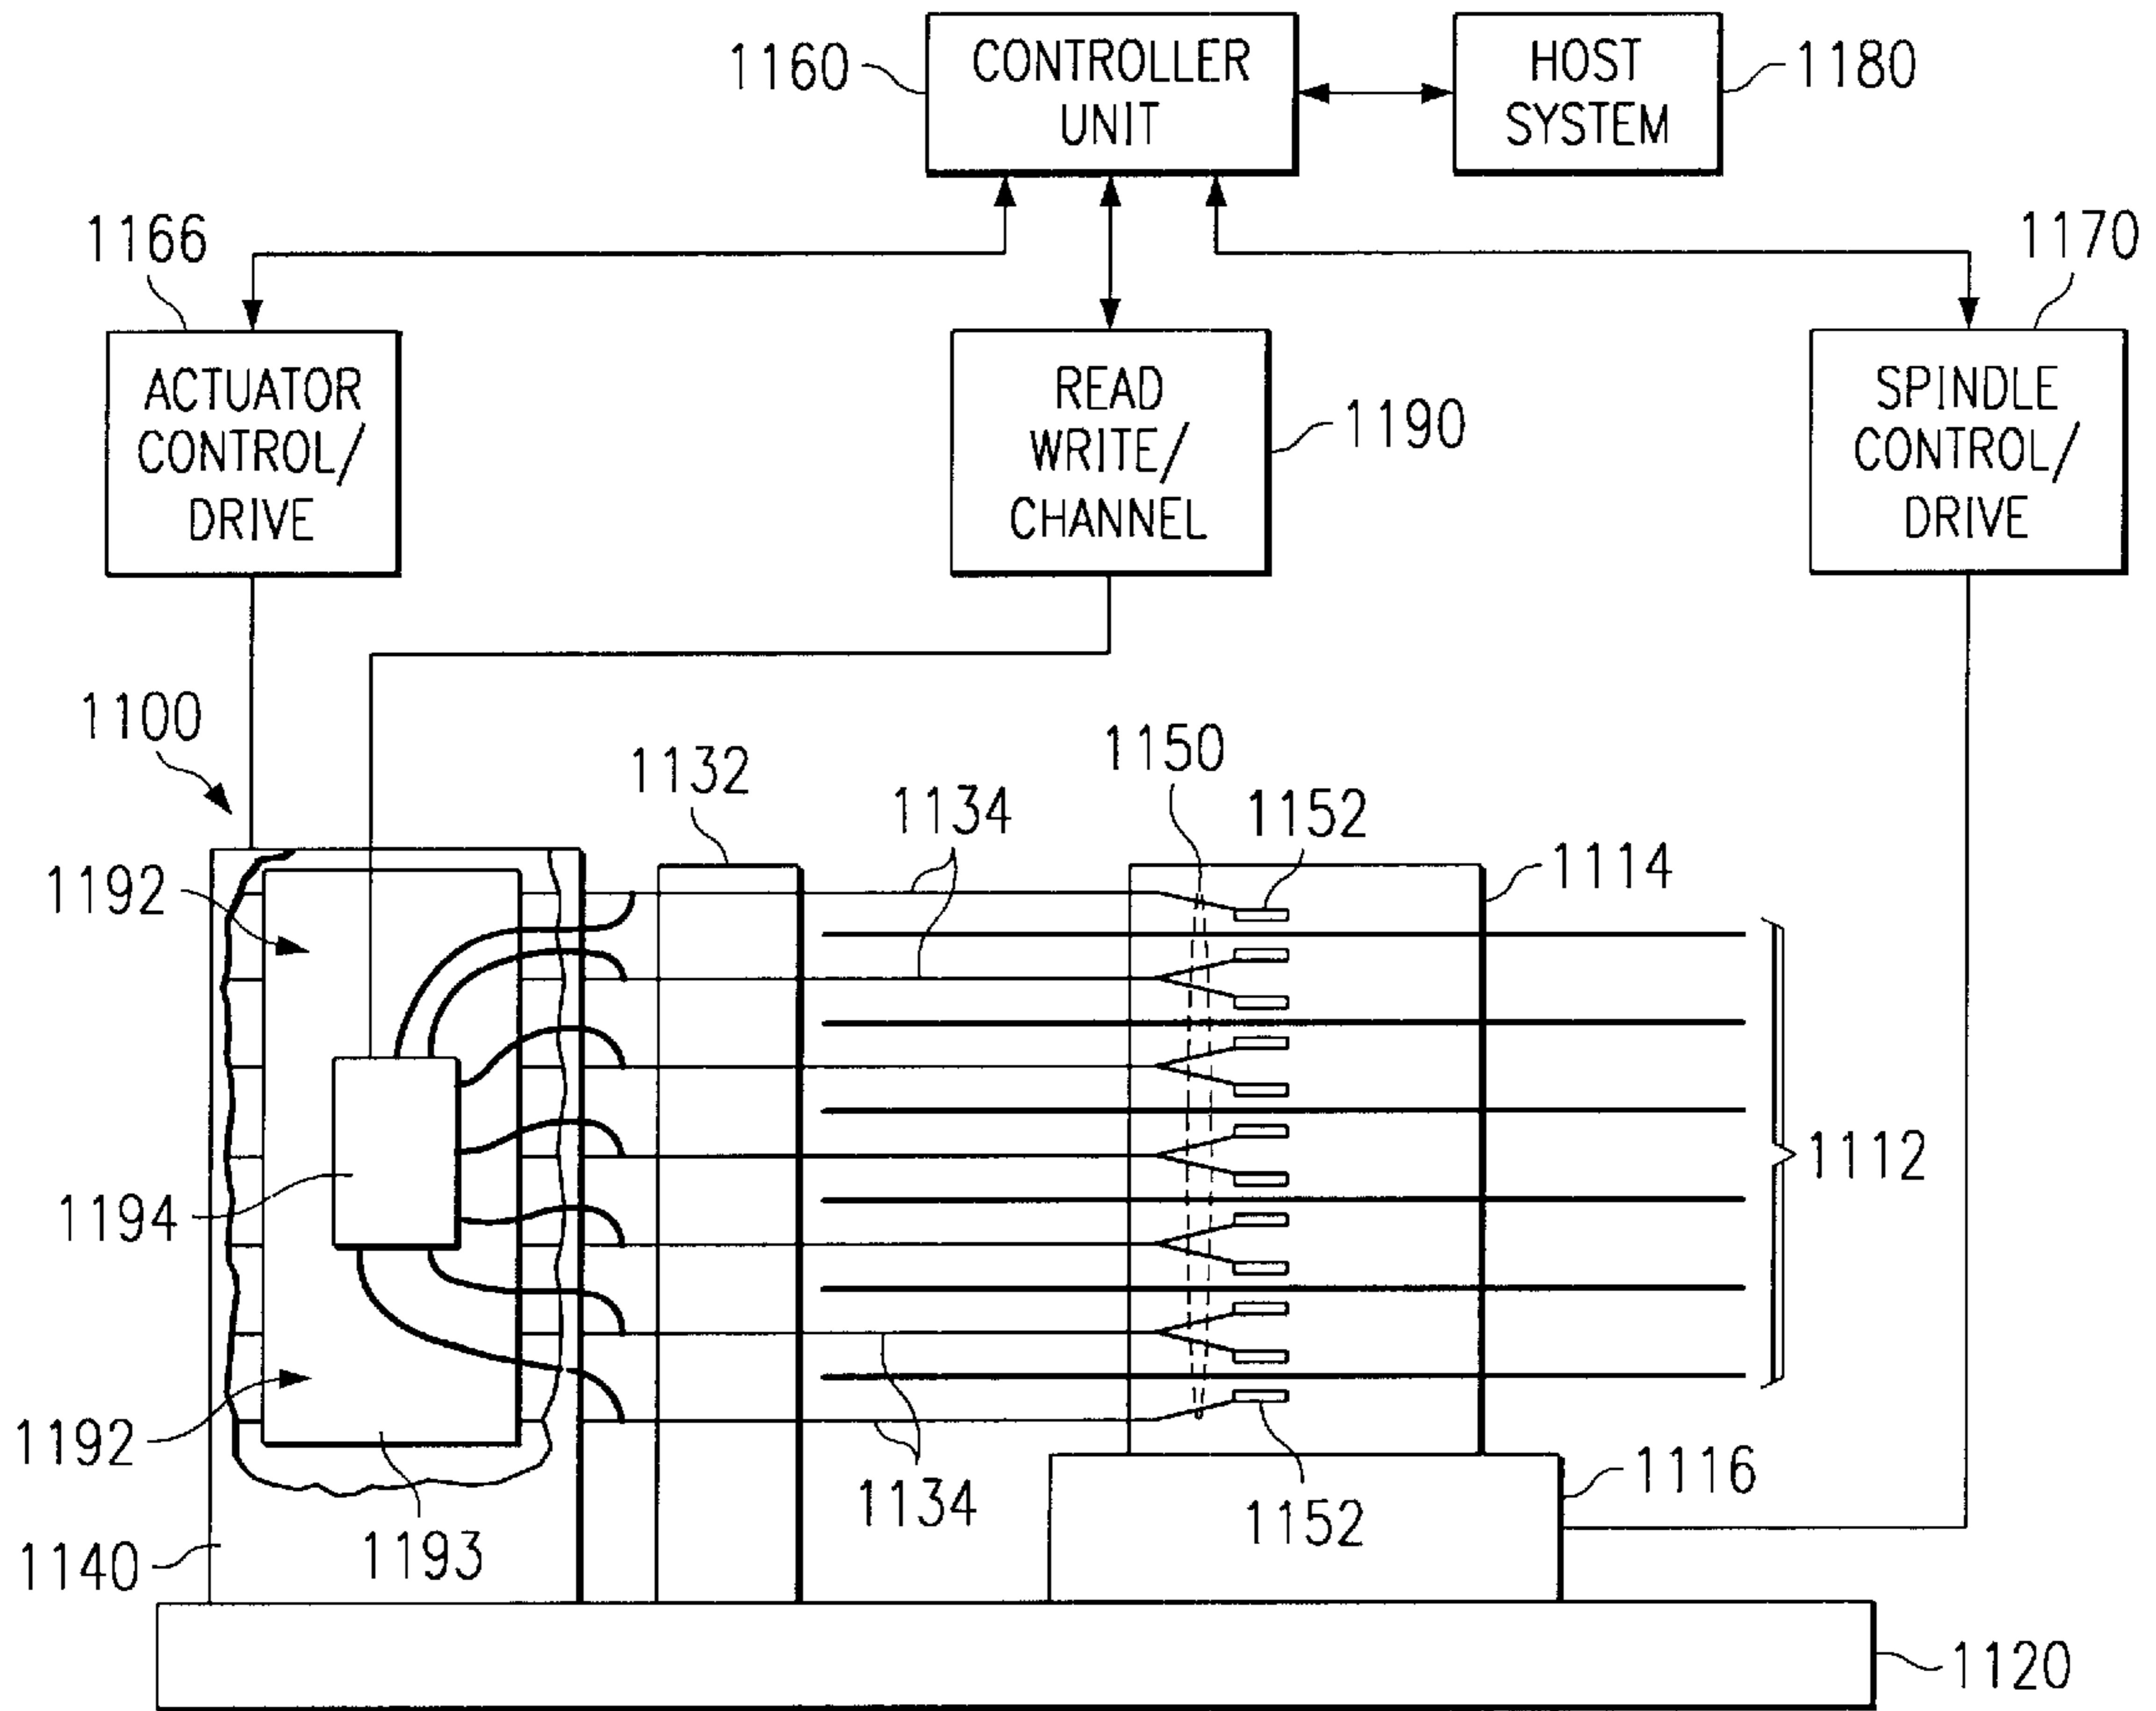 1160
CONTROLLER
UNIT
HOST
SYSTEM
1180
1166
1170
ACTUATOR
CONTROL/
DRIVE
READ
WRITE/
CHANNEL
1190
SPINDLE
CONTROL/
DRIVE
1100
1132
1134
1150
1152
1114
1192
1112
1194
1192
1193
1134
1152
1116
1140
1120